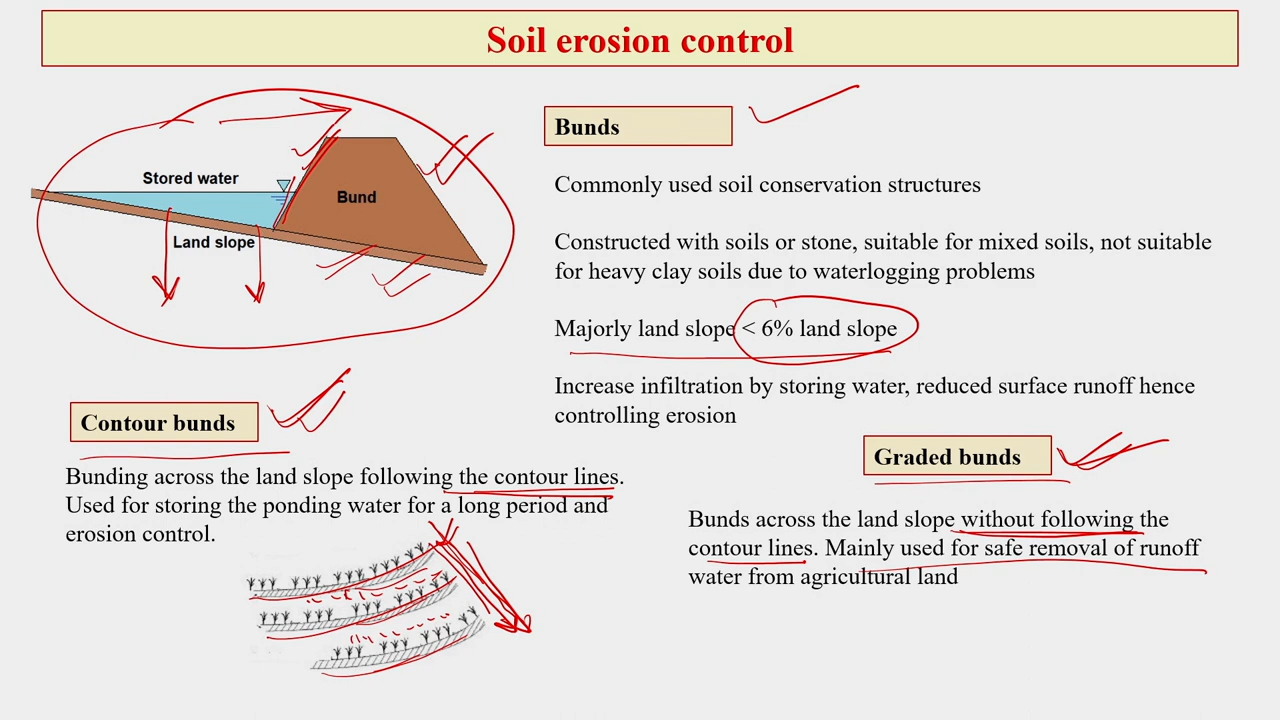 Soil erosion control
Stored water
Bund
Land slope
Bunds
Commonly used soil conservation structures
Constructed with soils or stone, suitable for mixed soils, not suitable
for heavy clay soils due to waterlogging problems
Majorly land slope < 6% land slope
Increase infiltration by storing water, reduced surface runoff hence
controlling erosion
Contour bunds
Bunding across the land slope following the contour lines.
Used for storing the ponding water for a long period and
erosion control.
Graded bunds
Bunds across the land slope without following the
contour lines. Mainly used for safe removal of runoff
water from agricultural land